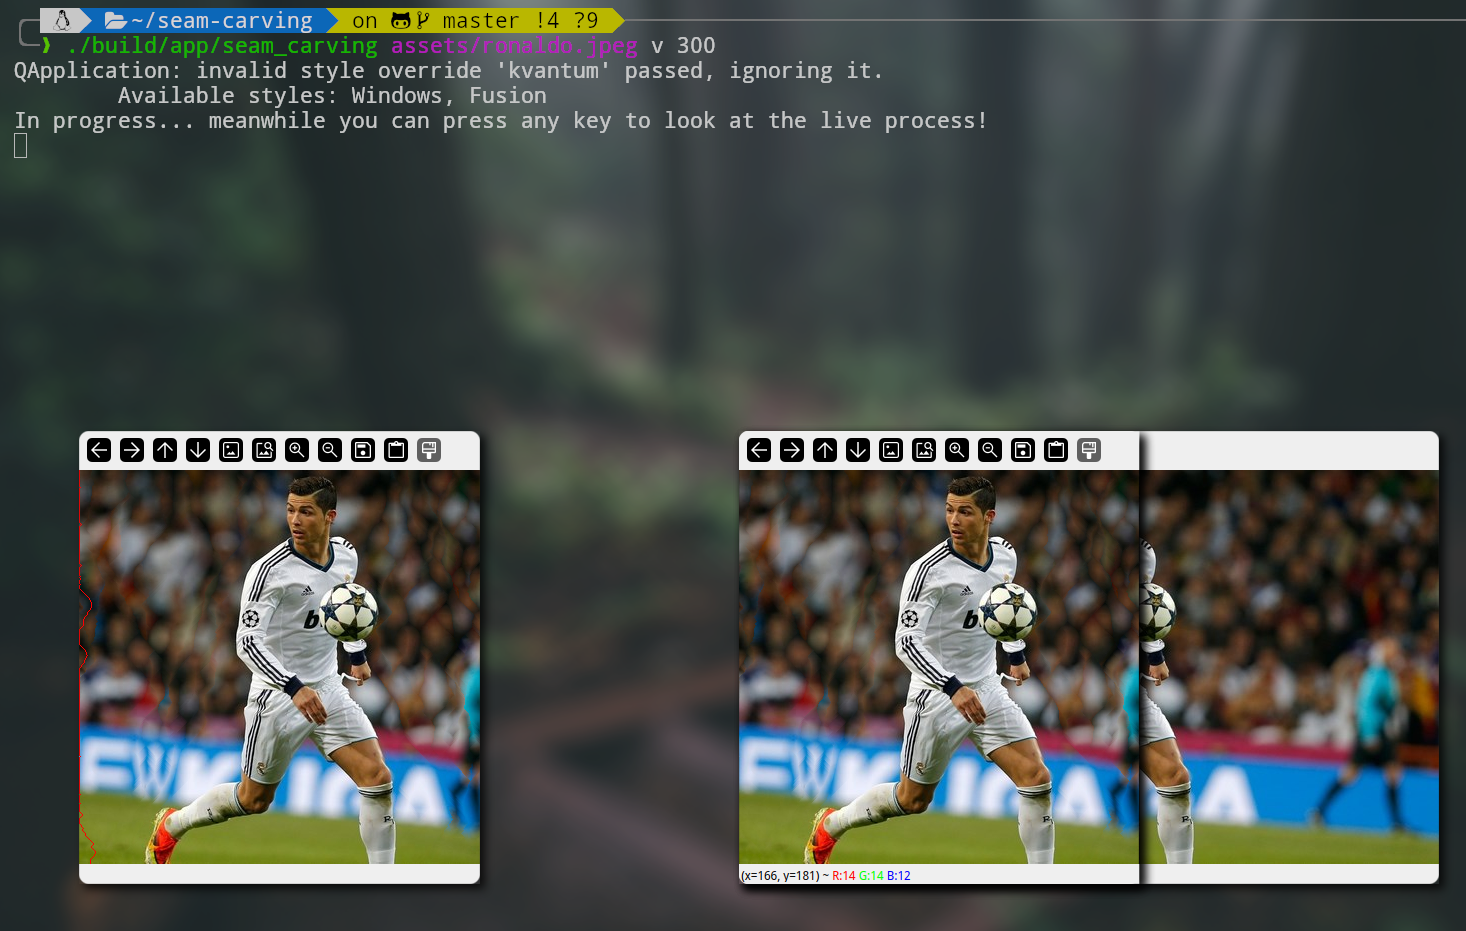 ~/seam-carving on master !4 ?9
❯ ./build/app/seam_carving assets/ronaldo.jpeg v 300
QApplication: invalid style override 'kvantum' passed, ignoring it.
Available styles: Windows, Fusion
In progress... meanwhile you can press any key to look at the live process!
(x=166, y=181) ~ R:14 G:14 B:12